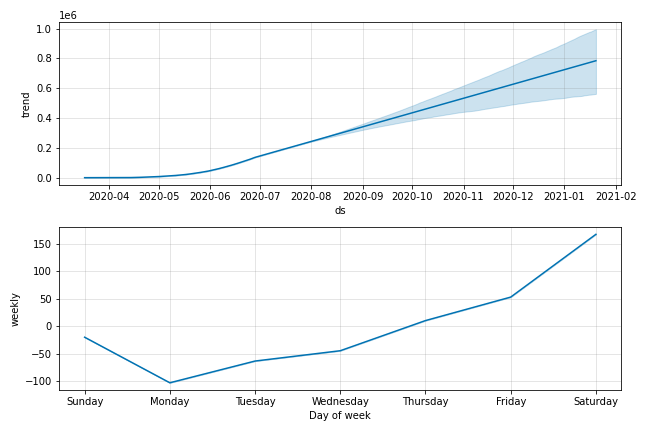 1e6
1.0
0.8
0.6
0.4
0.2
0.0
trend
2020-04 2020-05 2020-06 2020-07 2020-08 2020-09 2020-10 2020-11 2020-12 2021-01 2021-02
ds
150
100
50
0
−50
−100
weekly
Sunday Monday Tuesday Wednesday Thursday Friday Saturday
Day of week